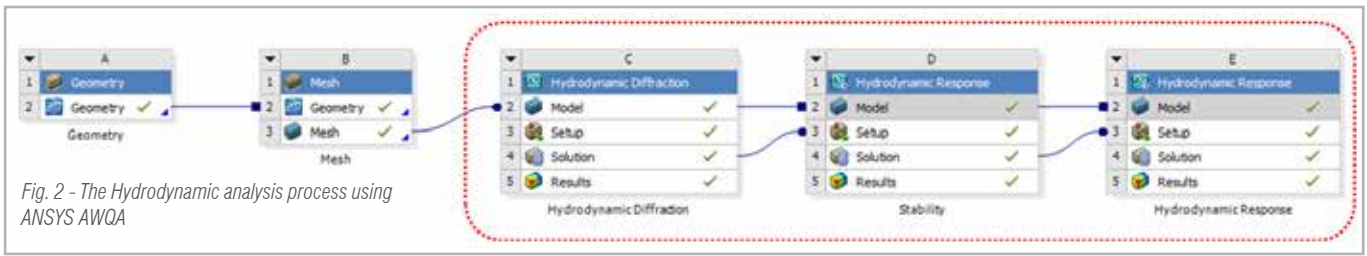 A
1 Geometry
2 Geometry
Geometry
B
1 Mesh
2 Geometry
3 Mesh
Mesh
C
1 Hydrodynamic Diffraction
2 Model
3 Setup
4 Solution
5 Results
Hydrodynamic Diffraction
D
1 Hydrodynamic Response
2 Model
3 Setup
4 Solution
5 Results
Stability
E
1 Hydrodynamic Response
2 Model
3 Setup
4 Solution
5 Results
Hydrodynamic Response
Fig. 2 - The Hydrodynamic analysis process using
ANSYS AWQA